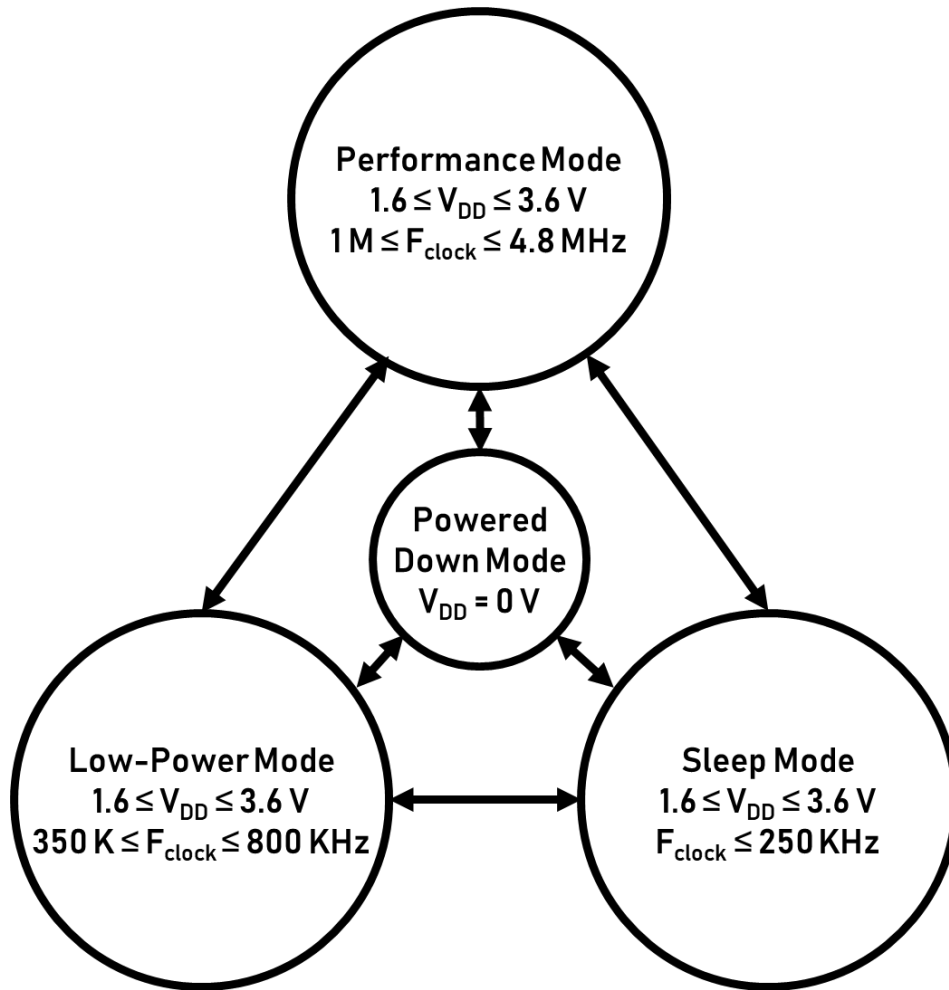 Performance Mode
1.6 ≤ V_DD ≤ 3.6 V
1 M ≤ F_clock ≤ 4.8 MHz
Powered
Down Mode
V_DD = 0 V
Low-Power Mode
1.6 ≤ V_DD ≤ 3.6 V
350 K ≤ F_clock ≤ 800 KHz
Sleep Mode
1.6 ≤ V_DD ≤ 3.6 V
F_clock ≤ 250 KHz